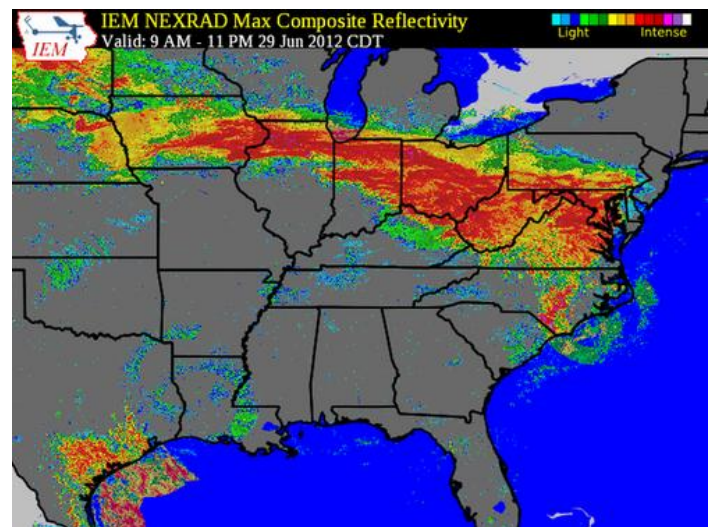 IEM
IEM NEXRAD Max Composite Reflectivity
Valid: 9 AM - 11 PM 29 Jun 2012 CDT
Light
Intense